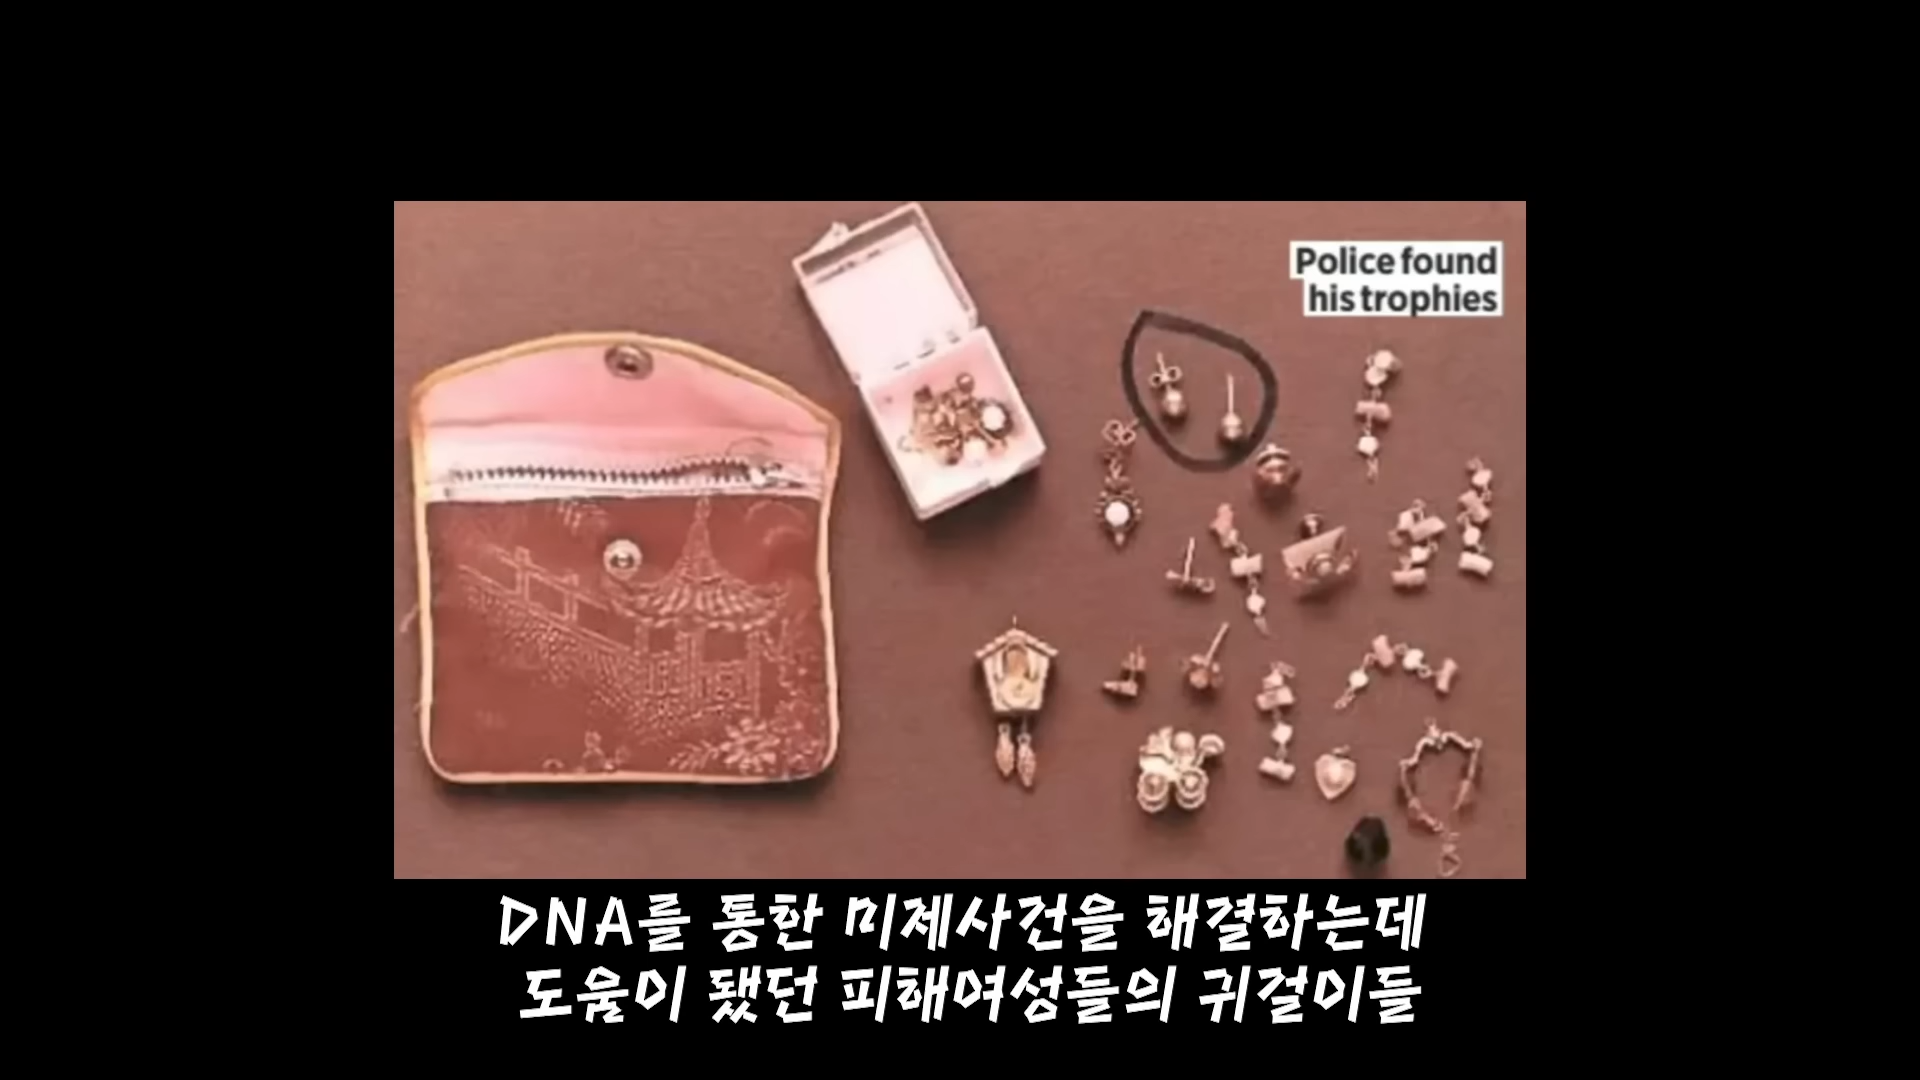 Police found
his trophies
DNA를 통한 미제사건을 해결하는데
도움이 됐던 피해여성들의 귀걸이들